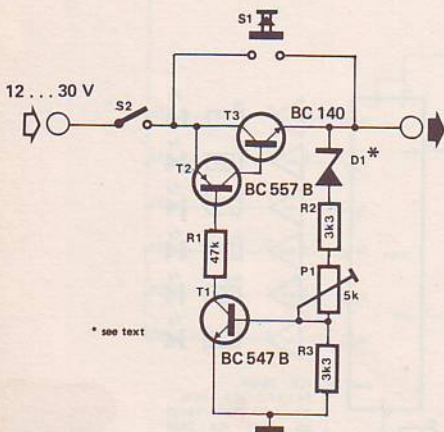 S1
12 ... 30 V
S2
T3
BC 140
D1*
T2
BC 557 B
R2
3k3
R1
47k
P1
5k
T1
* see text
BC 547 B
R3
3k3